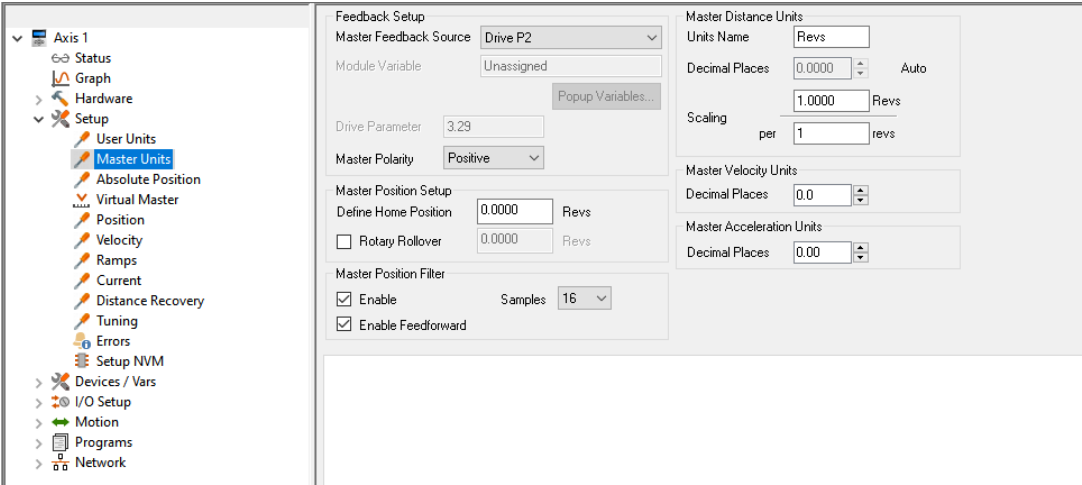 Axis 1
Status
Graph
Hardware
Setup
User Units
Master Units
Absolute Position
Virtual Master
Position
Velocity
Ramps
Current
Distance Recovery
Tuning
Errors
Setup NVM
Devices / Vars
I/O Setup
Motion
Programs
Network
Feedback Setup
Master Feedback Source Drive P2
Module Variable Unassigned
Popup Variables...
Drive Parameter 3.29
Master Polarity Positive
Master Position Setup
Define Home Position 0.0000 Revs
Rotary Rollover 0.0000 Revs
Master Position Filter
Enable Samples 16
Enable Feedforward
Master Distance Units
Units Name Revs
Decimal Places 0.0000 Auto
Scaling 1.0000 Revs
per 1 revs
Master Velocity Units
Decimal Places 0.0
Master Acceleration Units
Decimal Places 0.00